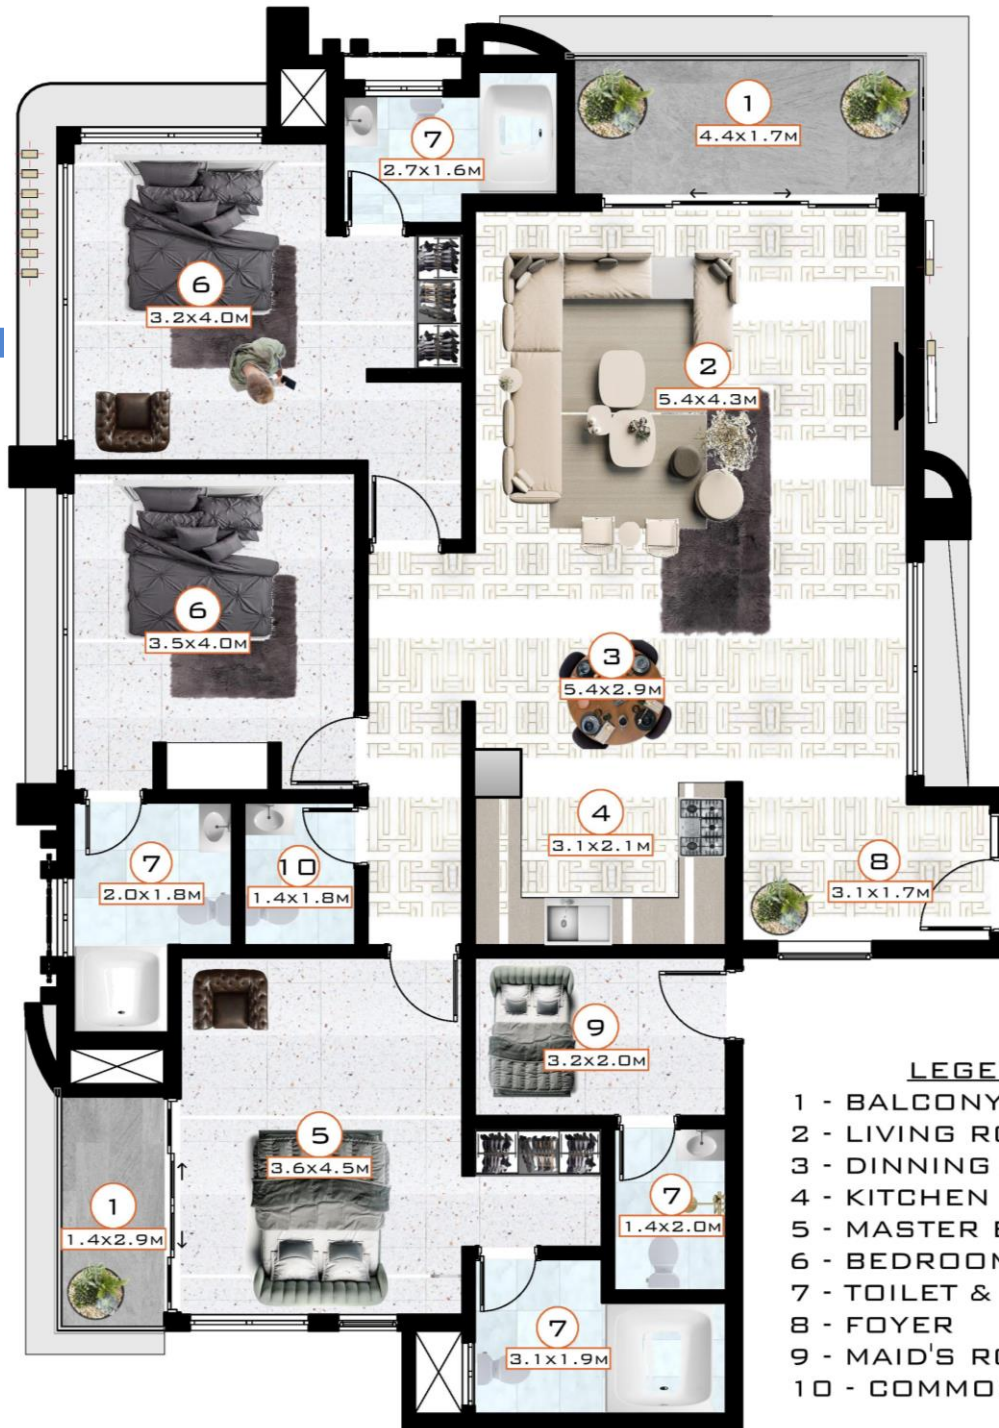 1
4.4x1.7M
7
2.7x1.6M
6
3.2x4.0M
2
5.4x4.3M
6
3.5x4.0M
3
5.4x2.9M
4
3.1x2.1M
7
2.0x1.8M
10
1.4x1.8M
8
3.1x1.7M
9
3.2x2.0M
5
3.6x4.5M
1
1.4x2.9M
7
1.4x2.0M
7
3.1x1.9M
1 - BALCONY
2 - LIVING
3 - DINNING
4 - KITCHEN
5 - MASTER
6 -
7 - TOILET &
8 - FOYER
9 - MAID'S
10 -